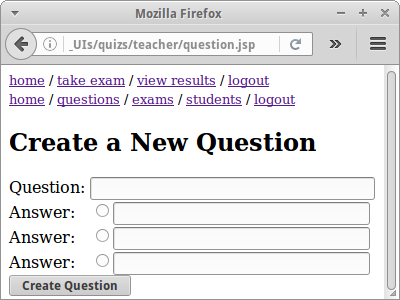 Mozilla Firefox
_UIs/quizs/teacher/question.jsp
home / take exam / view results / logout
home / questions / exams / students / logout
Create a New Question
Question:
Answer:
Answer:
Answer:
Create Question